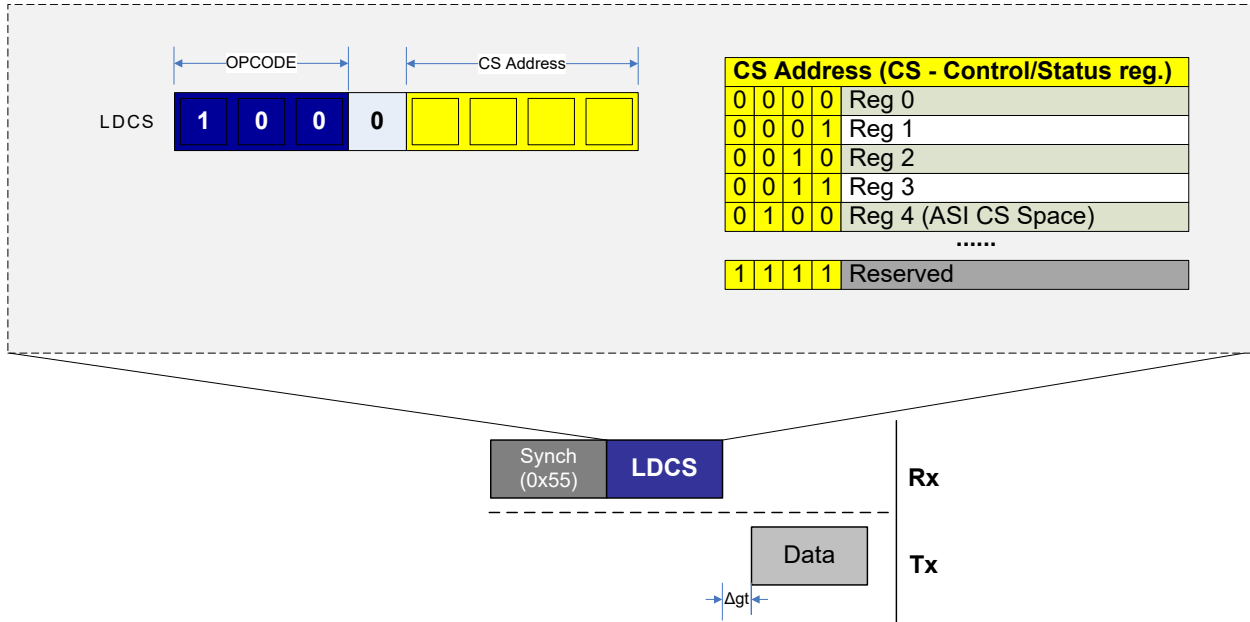 OPCODE
CS Address
LDCS
1 0 0 0
CS Address (CS - Control/Status reg.)
0 0 0 0 Reg 0
0 0 0 1 Reg 1
0 0 1 0 Reg 2
0 0 1 1 Reg 3
0 1 0 0 Reg 4 (ASI CS Space)
......
1 1 1 1 Reserved
Synch
(0x55)
LDCS
Rx
Data
Tx
Δgt